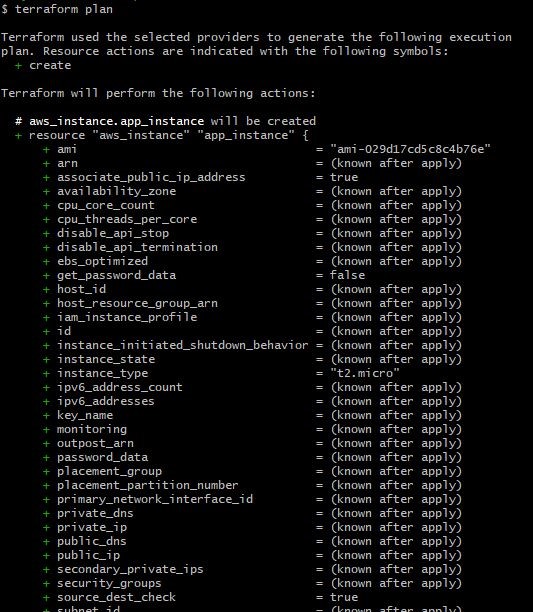 $ terraform plan
Terraform used the selected providers to generate the following execution
plan. Resource actions are indicated with the following symbols:
+ create
Terraform will perform the following actions:
# aws_instance.app_instance will be created
+ resource "aws_instance" "app_instance" {
+ ami = "ami-029d17cd5c8c4b76e"
+ arn = (known after apply)
+ associate_public_ip_address = true
+ availability_zone = (known after apply)
+ cpu_core_count = (known after apply)
+ cpu_threads_per_core = (known after apply)
+ disable_api_stop = (known after apply)
+ disable_api_termination = (known after apply)
+ ebs_optimized = (known after apply)
+ get_password_data = false
+ host_id = (known after apply)
+ host_resource_group_arn = (known after apply)
+ iam_instance_profile = (known after apply)
+ id = (known after apply)
+ instance_initiated_shutdown_behavior = (known after apply)
+ instance_state = (known after apply)
+ instance_type = "t2.micro"
+ ipv6_address_count = (known after apply)
+ ipv6_addresses = (known after apply)
+ key_name = (known after apply)
+ monitoring = (known after apply)
+ outpost_arn = (known after apply)
+ password_data = (known after apply)
+ placement_group = (known after apply)
+ placement_partition_number = (known after apply)
+ primary_network_interface_id = (known after apply)
+ private_dns = (known after apply)
+ private_ip = (known after apply)
+ public_dns = (known after apply)
+ public_ip = (known after apply)
+ secondary_private_ips = (known after apply)
+ security_groups = (known after apply)
+ source_dest_check = true
+ subnet_id = (known after apply)